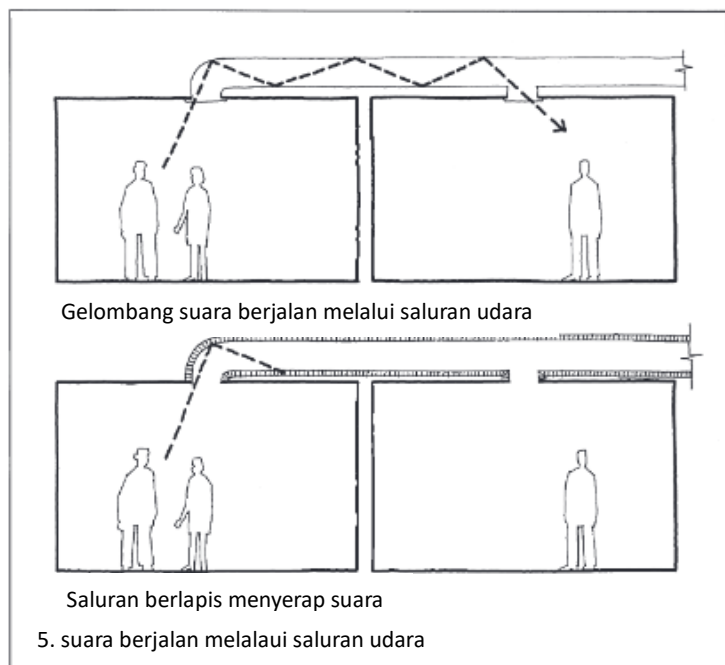 Gelombang suara berjalan melalui saluran udara
Saluran berlapis menyerap suara
5. suara berjalan melalaui saluran udara